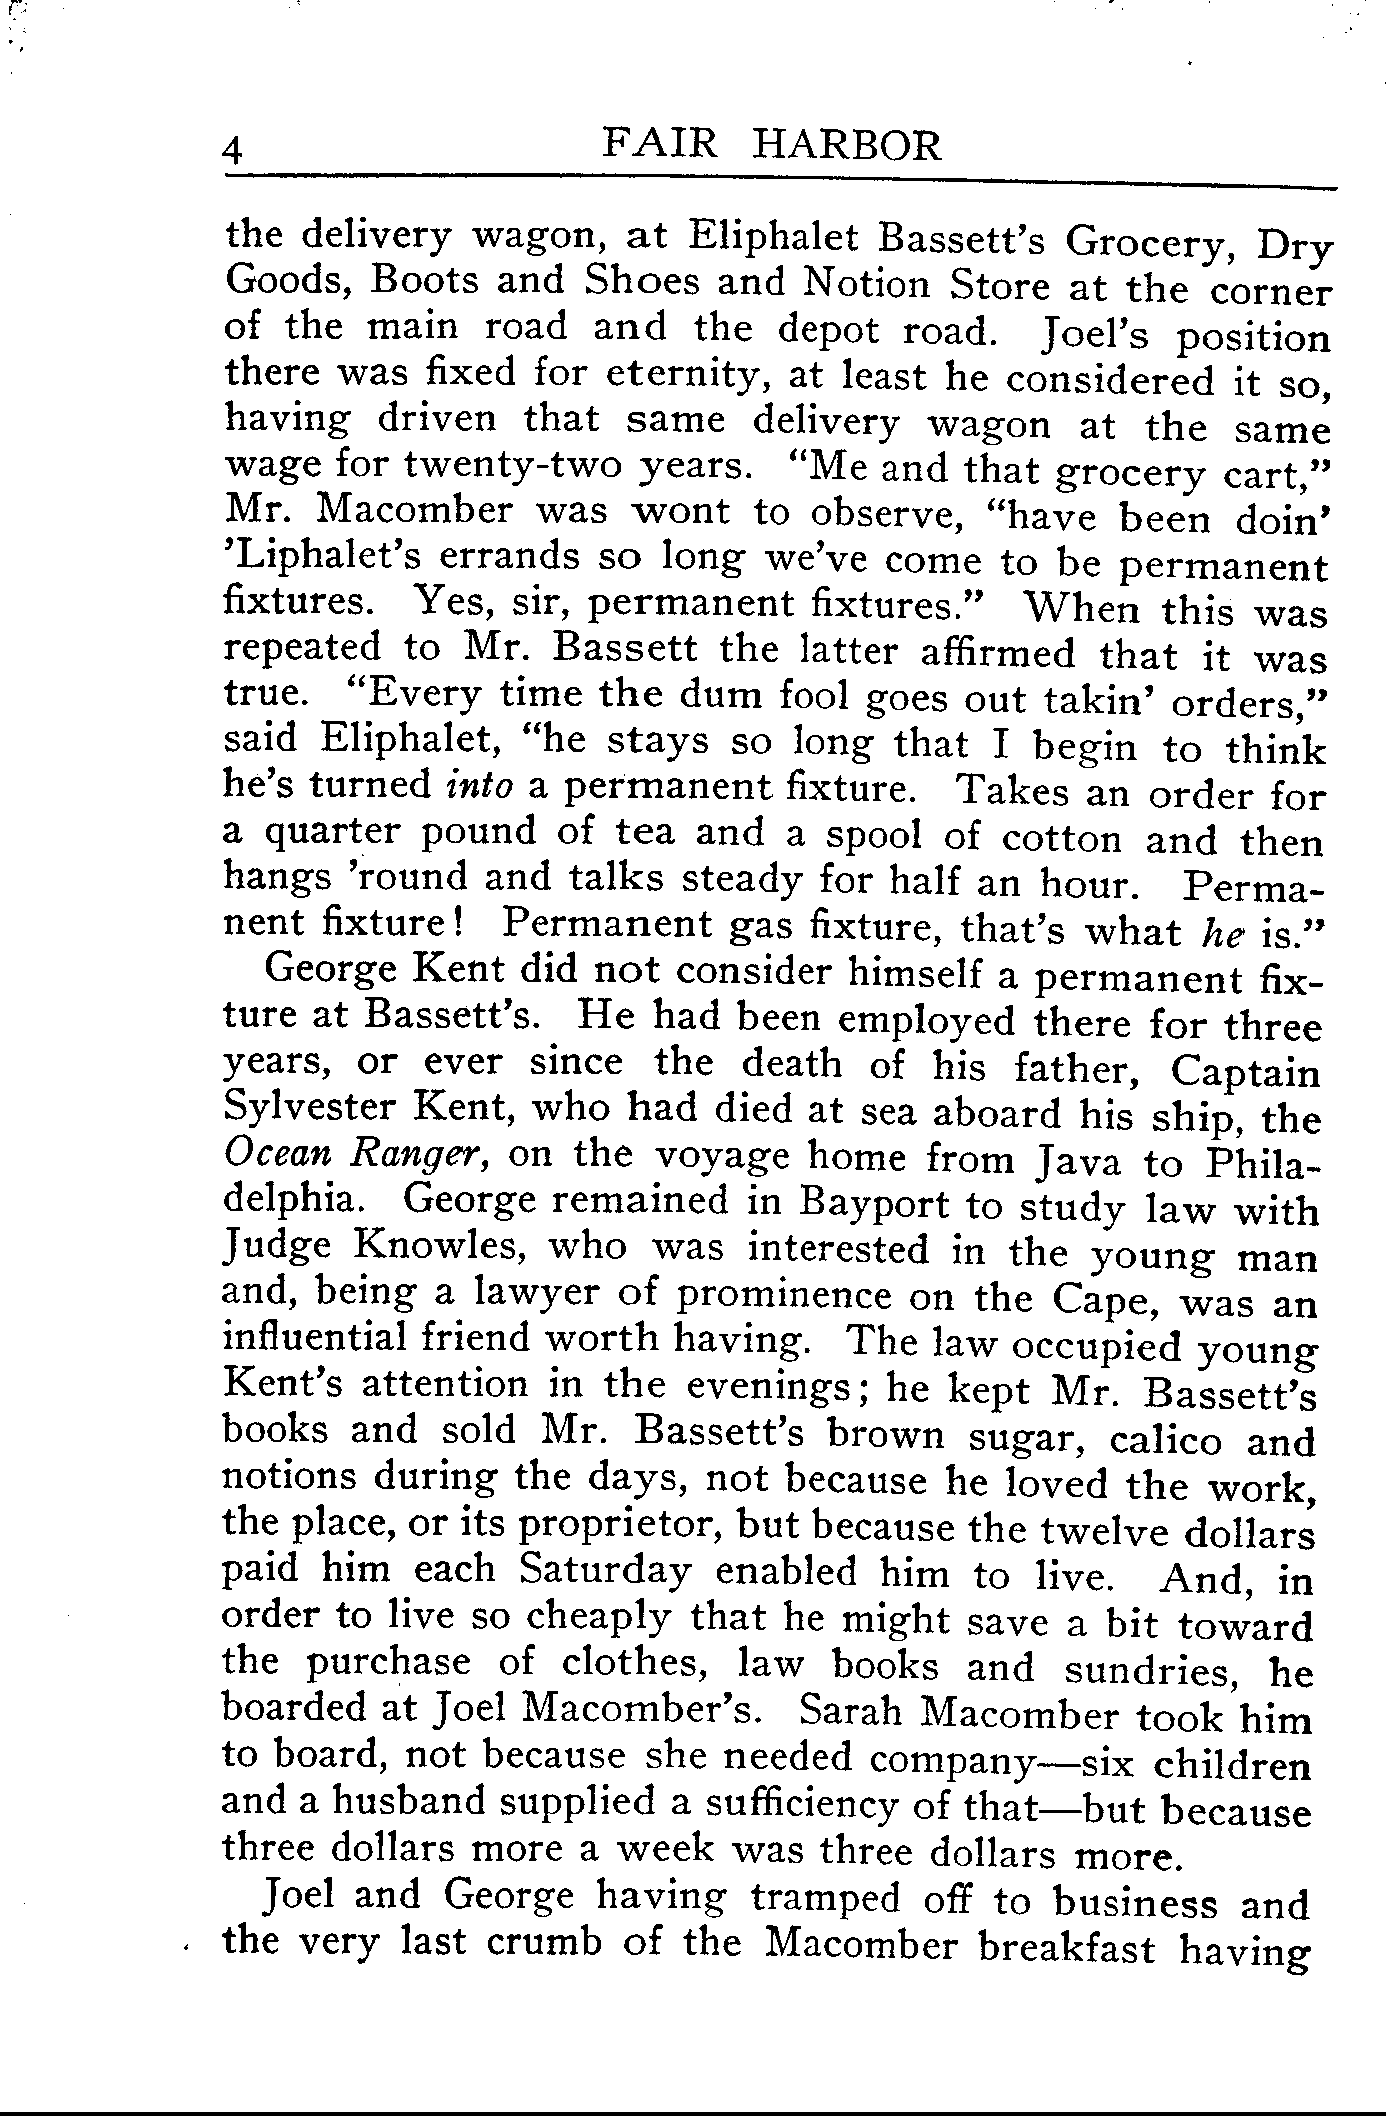 4 FAIR HARBOR
the delivery wagon, at Eliphalet Bassett's Grocery, Dry
Goods, Boots and Shoes and Notion Store at the corner
of the main road and the depot road. Joel's position
there was fixed for eternity, at least he considered it so,
having driven that same delivery wagon at the same
wage for twenty-two years. “Me and that grocery cart,”
Mr. Macomber was wont to observe, “have been doin'
'Liphalet's errands so long we've come to be permanent
fixtures. Yes, sir, permanent fixtures.” When this was
repeated to Mr. Bassett the latter affirmed that it was
true. “Every time the dum fool goes out takin' orders,”
said Eliphalet, “he stays so long that I begin to think
he's turned into a permanent fixture. Takes an order for
a quarter pound of tea and a spool of cotton and then
hangs 'round and talks steady for half an hour. Perma-
nent fixture! Permanent gas fixture, that's what he is.”
George Kent did not consider himself a permanent fix-
ture at Bassett's. He had been employed there for three
years, or ever since the death of his father, Captain
Sylvester Kent, who had died at sea aboard his ship, the
Ocean Ranger, on the voyage home from Java to Phila-
delphia. George remained in Bayport to study law with
Judge Knowles, who was interested in the young man
and, being a lawyer of prominence on the Cape, was an
influential friend worth having. The law occupied young
Kent's attention in the evenings; he kept Mr. Bassett's
books and sold Mr. Bassett's brown sugar, calico and
notions during the days, not because he loved the work,
the place, or its proprietor, but because the twelve dollars
paid him each Saturday enabled him to live. And, in
order to live so cheaply that he might save a bit toward
the purchase of clothes, law books and sundries, he
boarded at Joel Macomber's. Sarah Macomber took him
to board, not because she needed company—six children
and a husband supplied a sufficiency of that—but because
three dollars more a week was three dollars more.
Joel and George having tramped off to business and
the very last crumb of the Macomber breakfast having